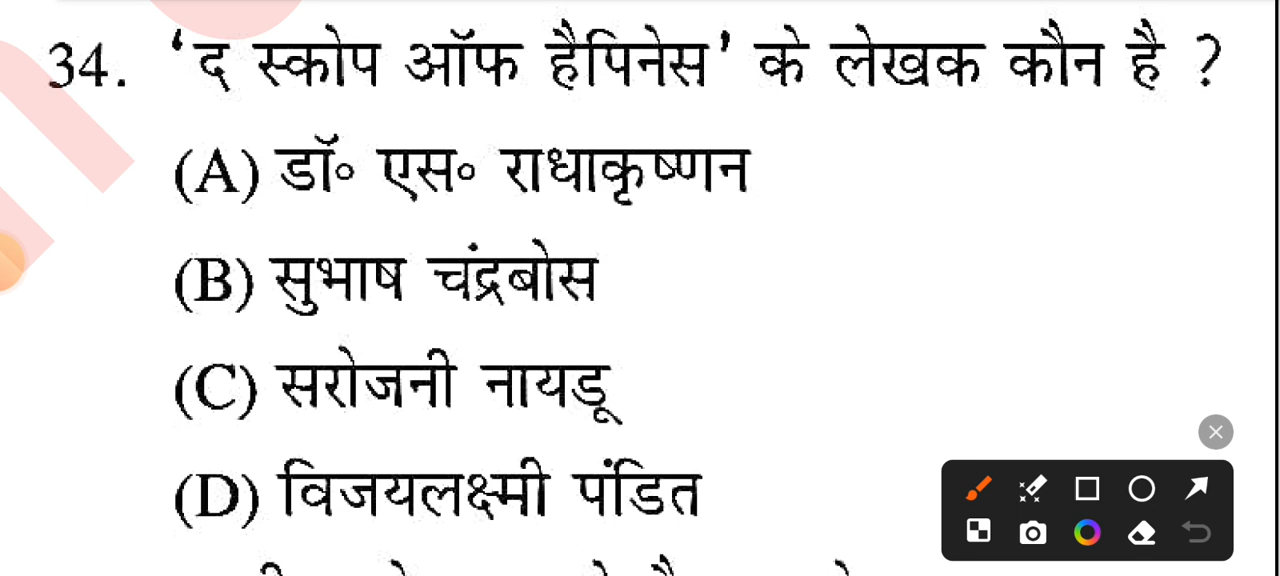 34. ‘द स्कोप ऑफ हैपिनेस’ के लेखक कौन है ?
(A) डॉ॰ एस॰ राधाकृष्णन
(B) सुभाष चंद्रबोस
(C) सरोजनी नायडू
(D) विजयलक्ष्मी पंडित